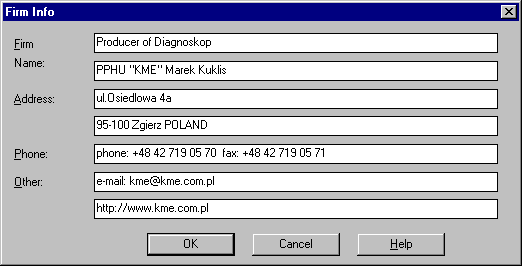 Firm Info
Firm Producer of Diagnoskop
Name: PPHU "KME" Marek Kuklis
Address: ul.Osiedlowa 4a
95-100 Zgierz POLAND
Phone: phone: +48 42 719 05 70 fax: +48 42 719 05 71
Other: e-mail: kme@kme.com.pl
http://www.kme.com.pl
OK Cancel Help